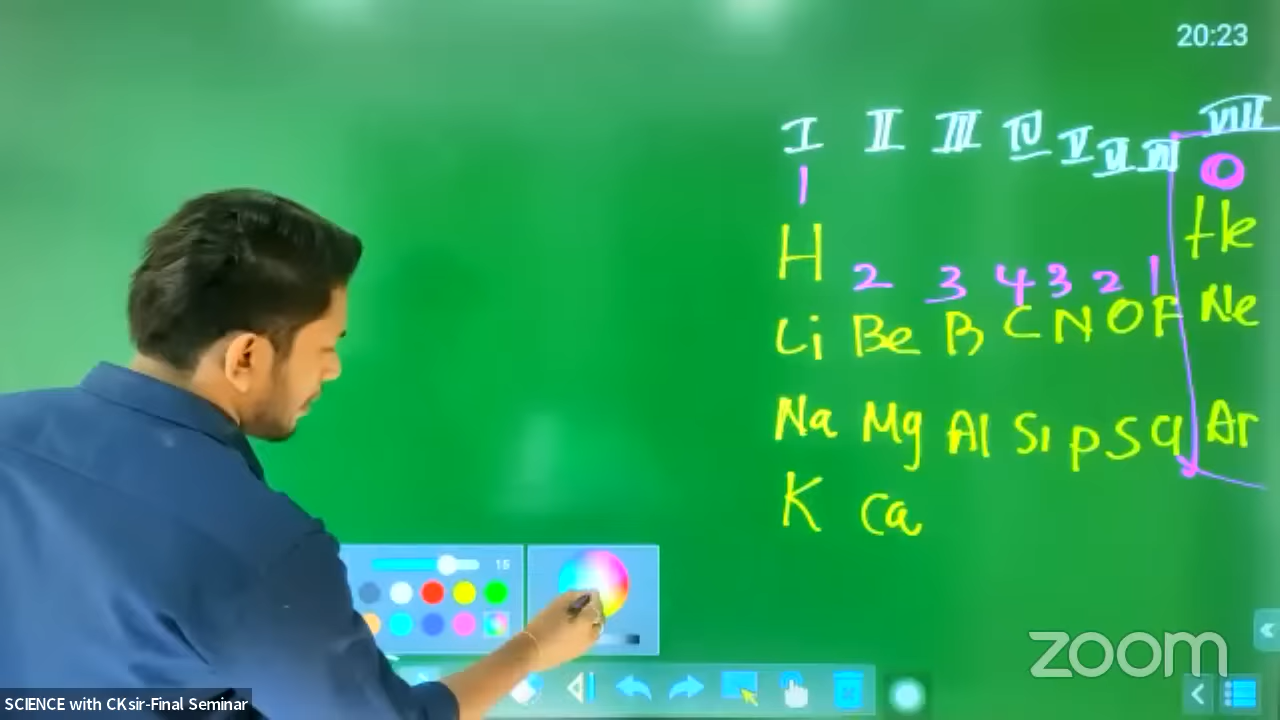 20:23
I II III IV V VI VII VIII
1 0
H He
2 3 4 3 2 1
Li Be B C N O F Ne
Na Mg Al Si P S Cl Ar
K Ca
15
zoom
SCIENCE with CKsir-Final Seminar